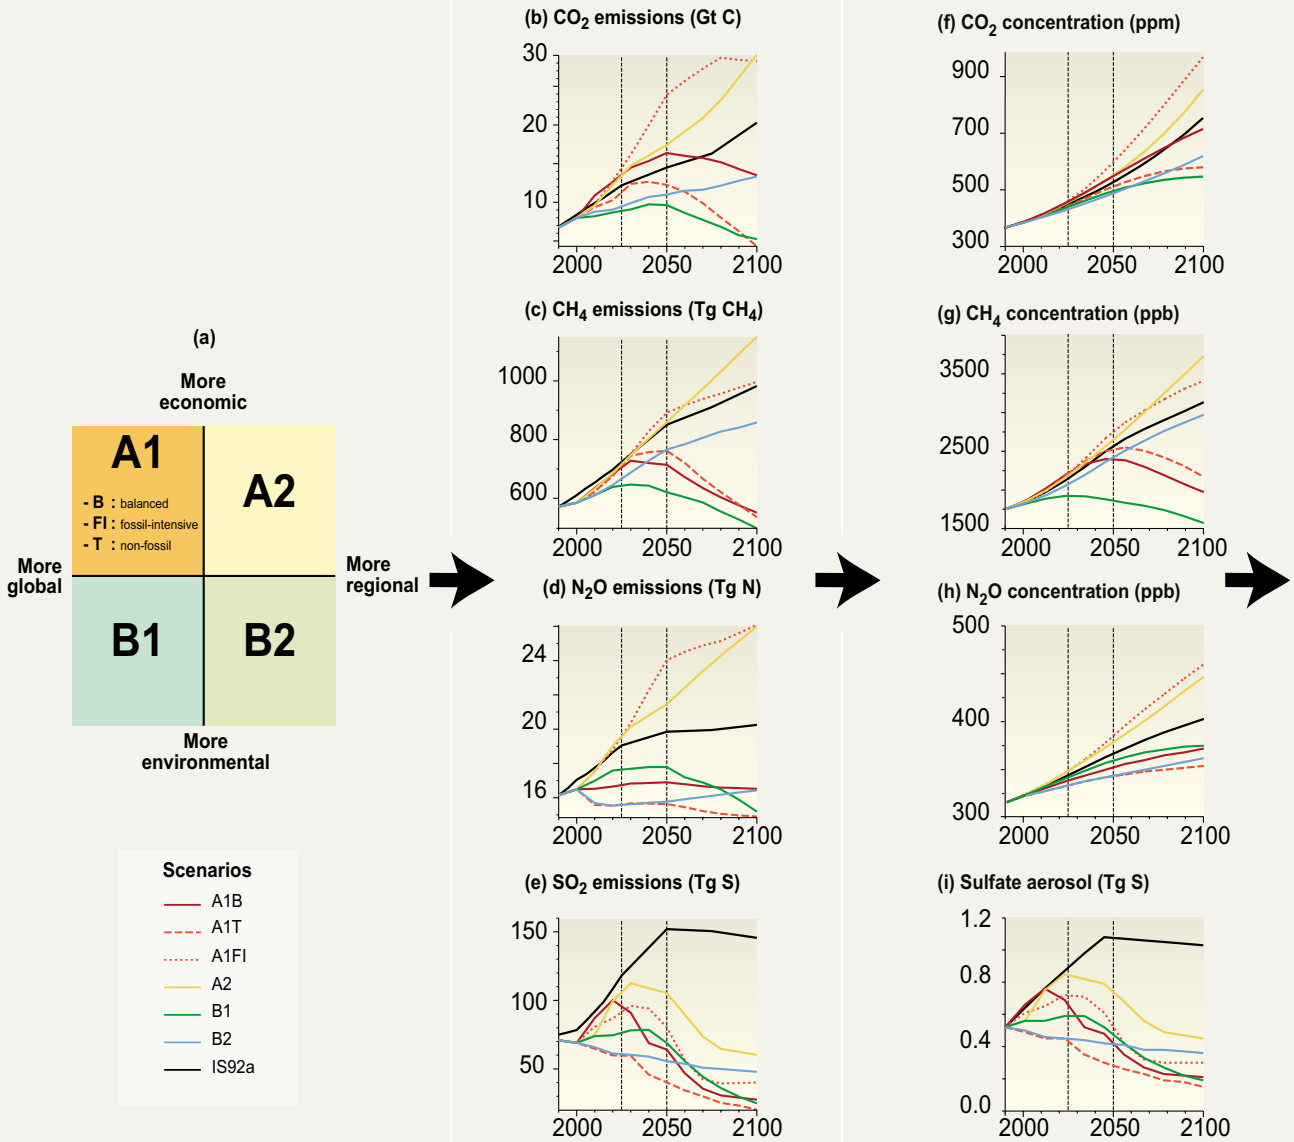 (a)
More
economic
A1
- B : balanced
- FI : fossil-intensive
- T : non-fossil
A2
More
global
More
regional
B1
B2
More
environmental
Scenarios
A1B
A1T
A1FI
A2
B1
B2
IS92a
(b) CO2 emissions (Gt C)
30
20
10
2000 2050 2100
(c) CH4 emissions (Tg CH4)
1000
800
600
2000 2050 2100
(d) N2O emissions (Tg N)
24
20
16
2000 2050 2100
(e) SO2 emissions (Tg S)
150
100
50
2000 2050 2100
(f) CO2 concentration (ppm)
900
700
500
300
2000 2050 2100
(g) CH4 concentration (ppb)
3500
2500
1500
2000 2050 2100
(h) N2O concentration (ppb)
500
400
300
2000 2050 2100
(i) Sulfate aerosol (Tg S)
1.2
0.8
0.4
0.0
2000 2050 2100